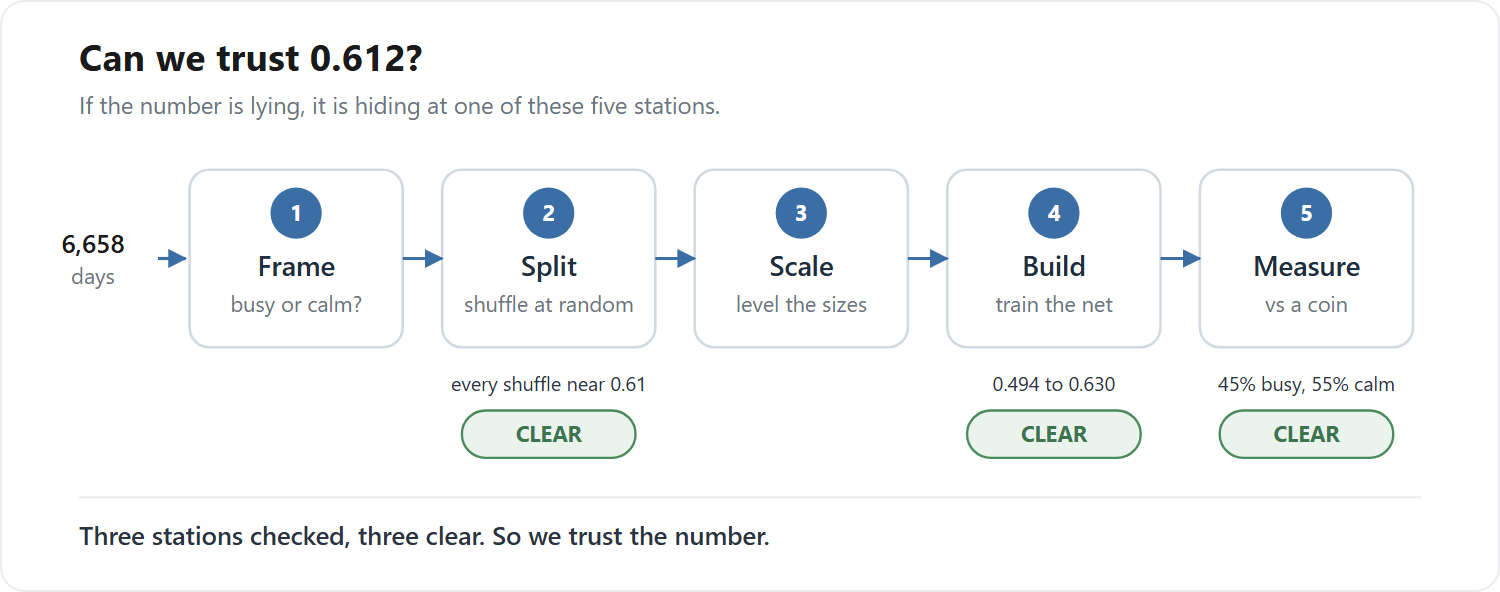 Can we trust 0.612?
If the number is lying, it is hiding at one of these five stations.
6,658
days
1
Frame
busy or calm?
2
Split
shuffle at random
3
Scale
level the sizes
4
Build
train the net
5
Measure
vs a coin
every shuffle near 0.61
CLEAR
0.494 to 0.630
CLEAR
45% busy, 55% calm
CLEAR
Three stations checked, three clear. So we trust the number.